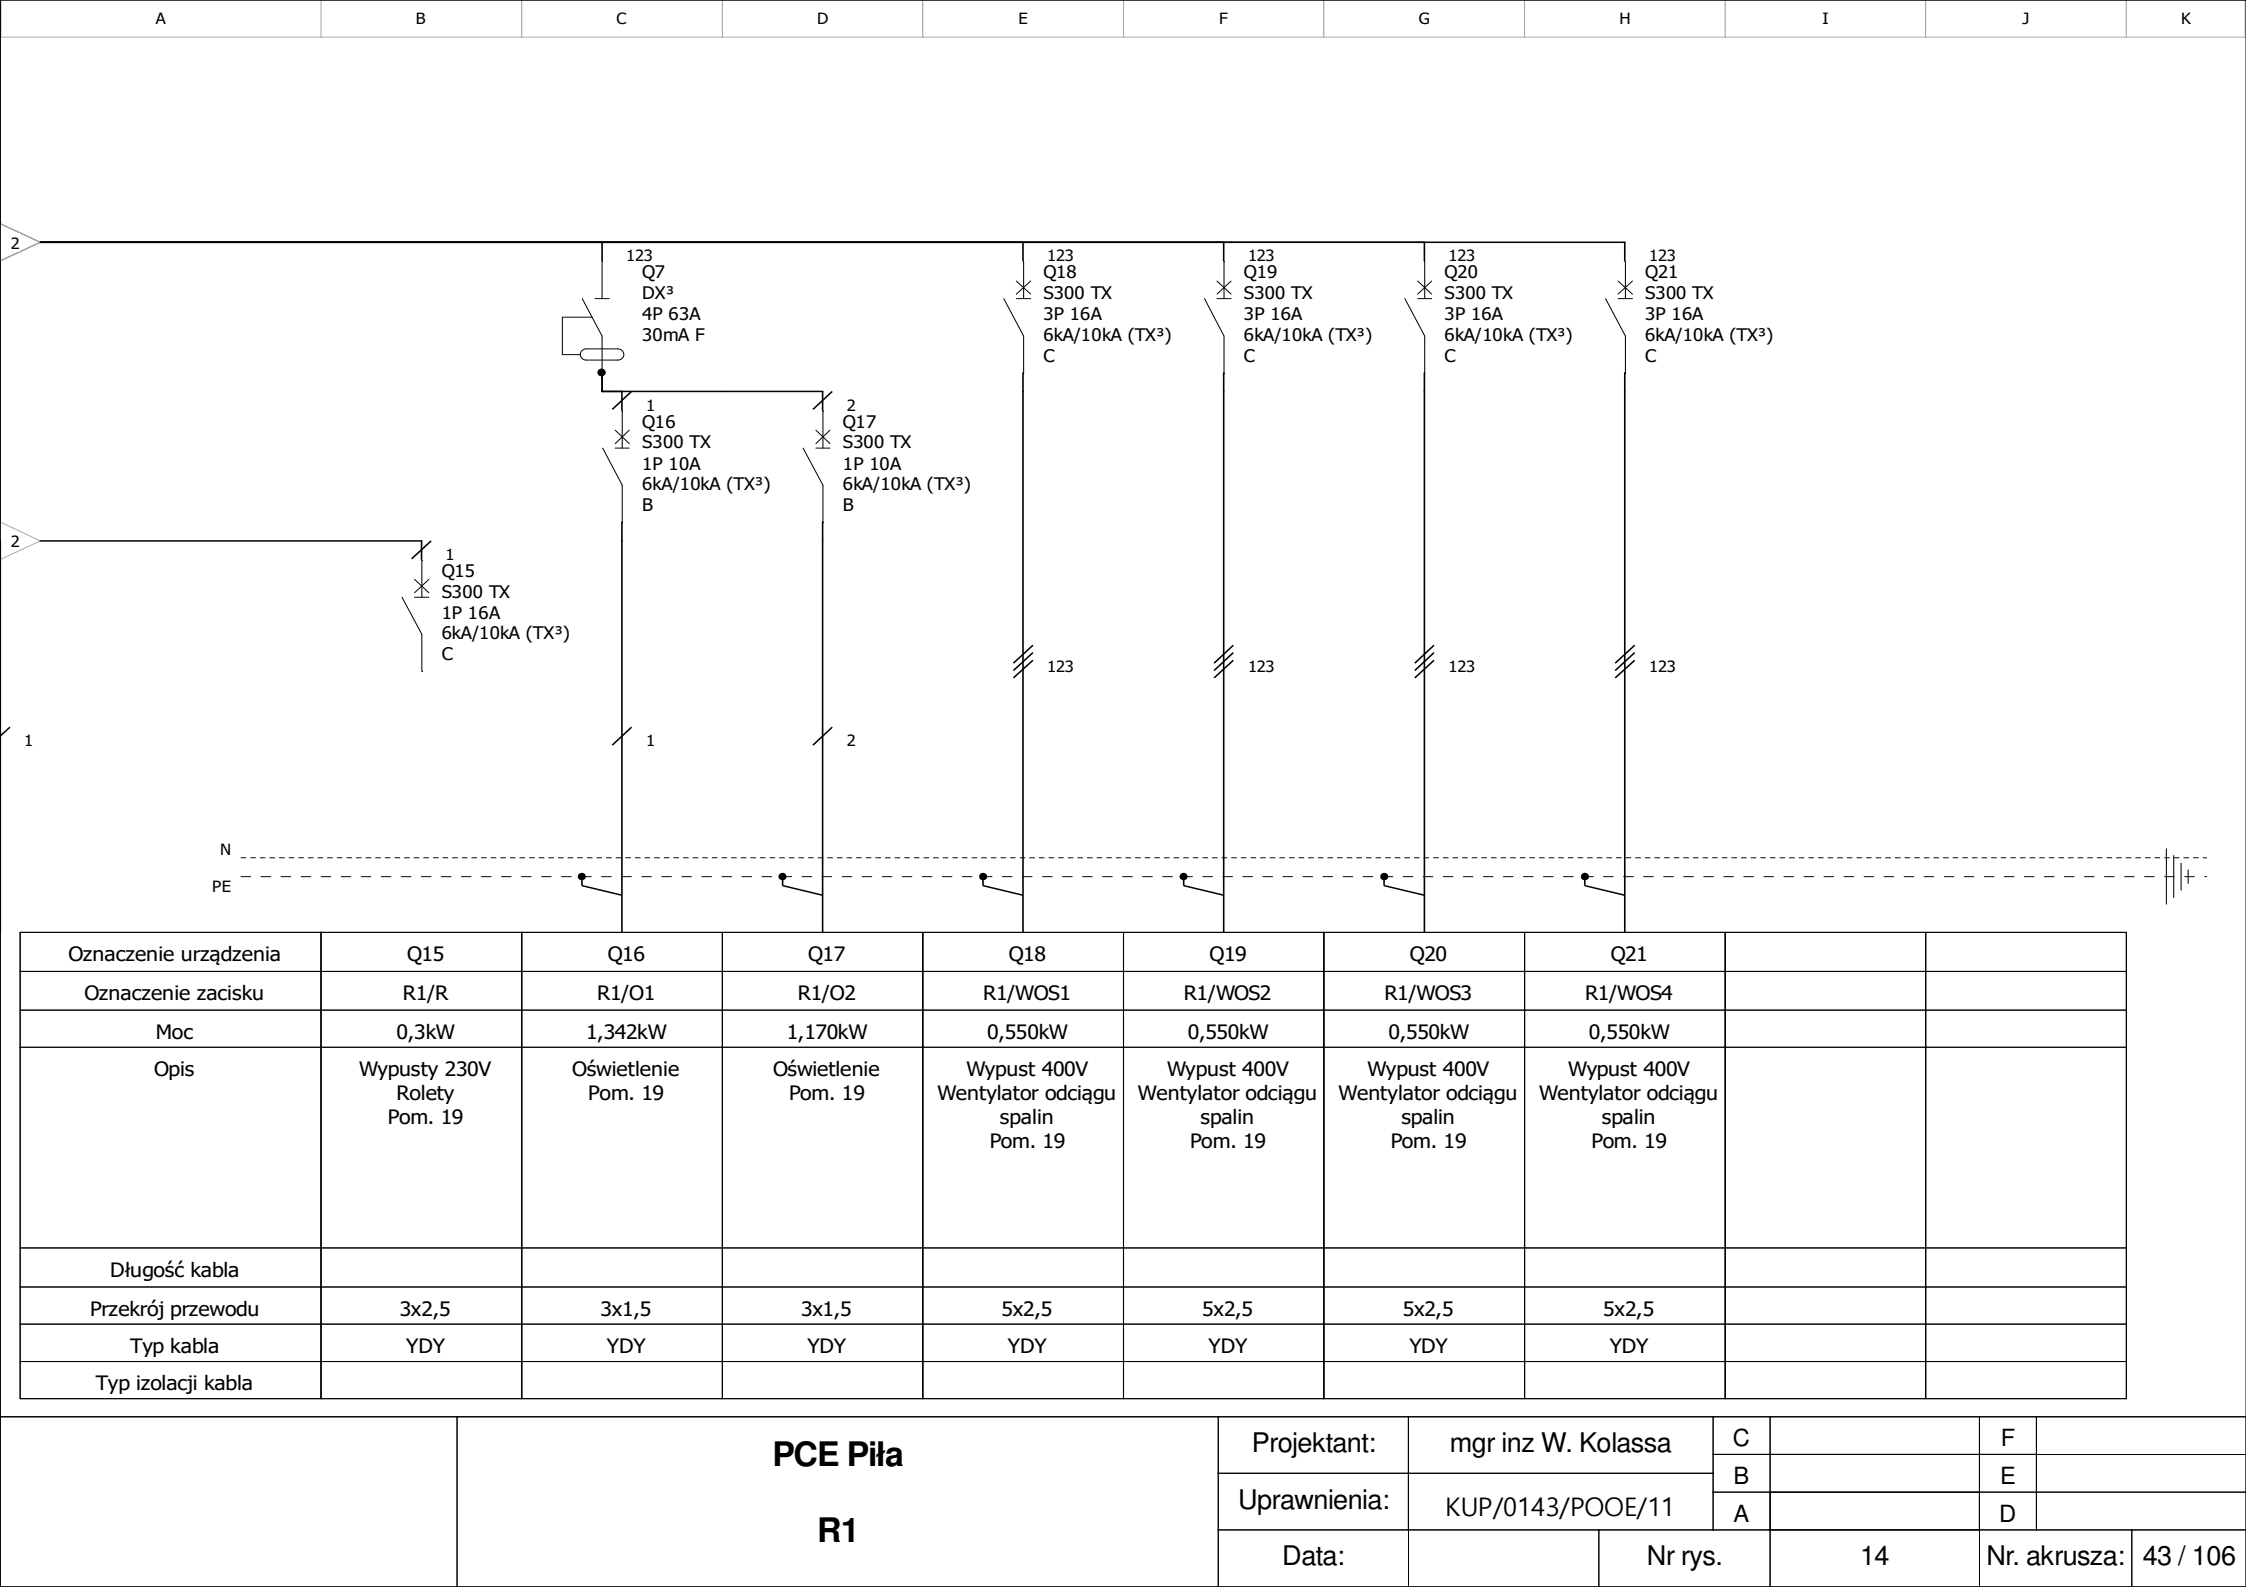 A B C D E F G H I J K
2
123
Q7
DX³
4P 63A
30mA F
123
Q18
S300 TX
3P 16A
6kA/10kA (TX³)
C
123
Q19
S300 TX
3P 16A
6kA/10kA (TX³)
C
123
Q20
S300 TX
3P 16A
6kA/10kA (TX³)
C
123
Q21
S300 TX
3P 16A
6kA/10kA (TX³)
C
1
Q16
S300 TX
1P 10A
6kA/10kA (TX³)
B
2
Q17
S300 TX
1P 10A
6kA/10kA (TX³)
B
2
1
Q15
S300 TX
1P 16A
6kA/10kA (TX³)
C
123 123 123 123
1 1 2
N
PE
Oznaczenie urządzenia Q15 Q16 Q17 Q18 Q19 Q20 Q21
Oznaczenie zacisku R1/R R1/O1 R1/O2 R1/WOS1 R1/WOS2 R1/WOS3 R1/WOS4
Moc 0,3kW 1,342kW 1,170kW 0,550kW 0,550kW 0,550kW 0,550kW
Opis Wypusty 230V Oświetlenie Oświetlenie Wypust 400V Wypust 400V Wypust 400V Wypust 400V
Rolety Pom. 19 Pom. 19 Wentylator odciągu Wentylator odciągu Wentylator odciągu Wentylator odciągu
Pom. 19 spalin spalin spalin spalin
Pom. 19 Pom. 19 Pom. 19 Pom. 19
Długość kabla
Przekrój przewodu 3x2,5 3x1,5 3x1,5 5x2,5 5x2,5 5x2,5 5x2,5
Typ kabla YDY YDY YDY YDY YDY YDY YDY
Typ izolacji kabla
PCE Piła
R1
Projektant: mgr inz W. Kolassa
Uprawnienia: KUP/0143/POOE/11
C F
B E
A D
Data: Nr rys. 14 Nr. akrusza: 43 / 106